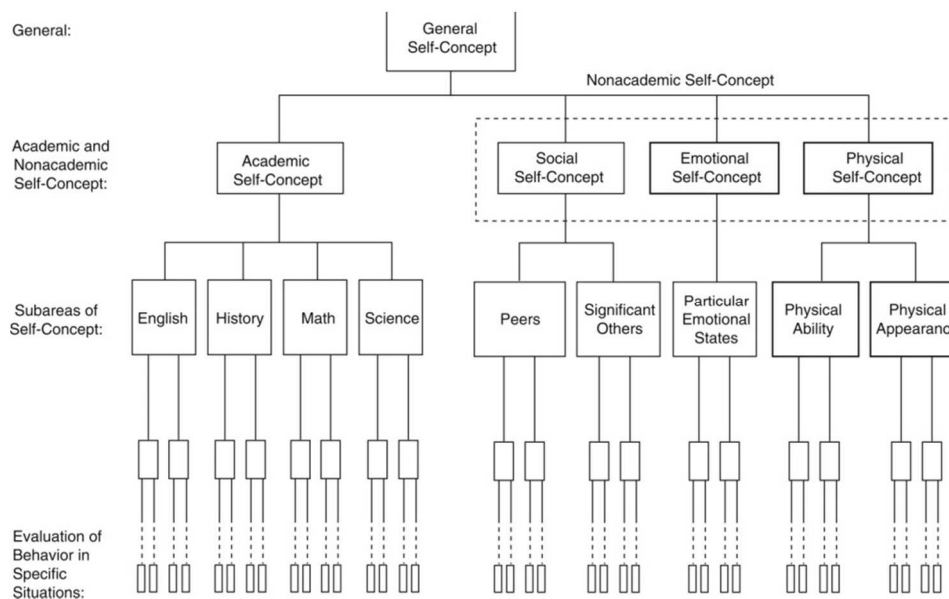 General:
General
Self-Concept
Nonacademic Self-Concept
Academic and
Nonacademic
Self-Concept:
Academic
Self-Concept
Social
Self-Concept
Emotional
Self-Concept
Physical
Self-Concept
Subareas of
Self-Concept:
English
History
Math
Science
Peers
Significant
Others
Particular
Emotional
States
Physical
Ability
Physical
Appearanc
Evaluation of
Behavior in
Specific
Situations: